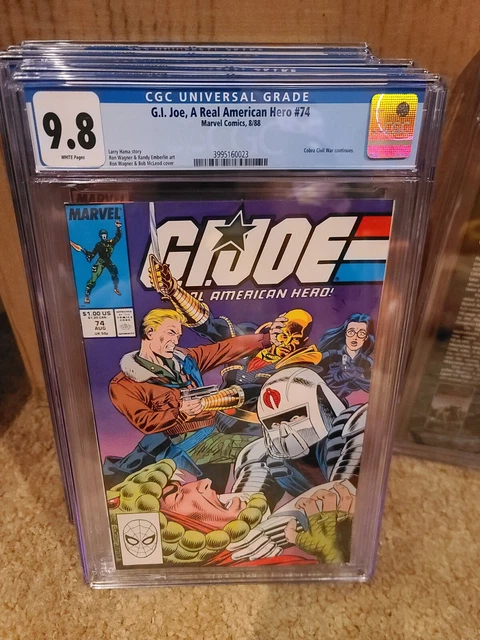 CGC UNIVERSAL GRADE
9.8
WHITE Pages
G.I. Joe, A Real American Hero #74
Marvel Comics, 8/88
Larry Hama story
Ron Wagner & Randy Emberlin art
Ron Wagner & Bob McLeod cover
3995160023
Cobra Civil War continues.
MARVEL
G.I. JOE
AL AMERICAN HERO!
$1.00 US
74
AUG